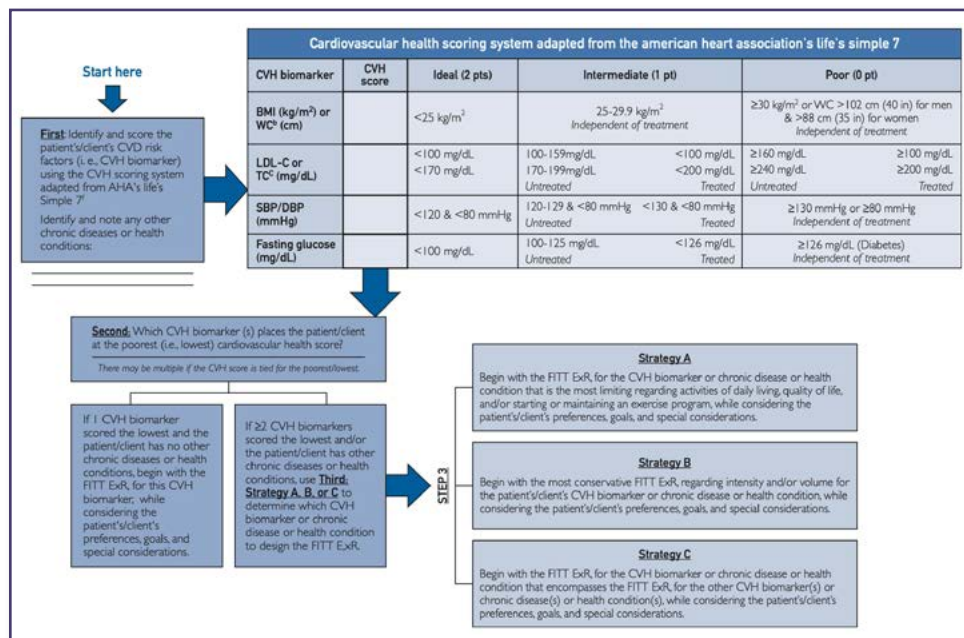 Start here
First: Identify and score the
patient's/client's CVD risk
factors (i. e., CVH biomarker)
using the CVH scoring system
adapted from AHA's life's
Simple 7
Identify and note any other
chronic diseases or health
conditions:
Cardiovascular health scoring system adapted from the american heart association's life's simple 7
CVH biomarker
CVH
score
Ideal (2 pts)
Intermediate (1 pt)
Poor (0 pt)
BMI (kg/m²) or
WCᵇ (cm)
<25 kg/m²
25-29.9 kg/m²
Independent of treatment
≥30 kg/m² or WC >102 cm (40 in) for men
& >88 cm (35 in) for women
Independent of treatment
LDL-C or
TCᶜ (mg/dL)
<100 mg/dL
<170 mg/dL
100-159mg/dL <100 mg/dL
170-199mg/dL <200 mg/dL
Untreated Treated
≥160 mg/dL ≥100 mg/dL
≥240 mg/dL ≥200 mg/dL
Untreated Treated
SBP/DBP
(mmHg)
<120 & <80 mmHg
120-129 & <80 mmHg <130 & <80 mmHg
Untreated Treated
≥130 mmHg or ≥80 mmHg
Independent of treatment
Fasting glucose
(mg/dL)
<100 mg/dL
100-125 mg/dL <126 mg/dL
Untreated Treated
≥126 mg/dL (Diabetes)
Independent of treatment
Second: Which CVH biomarker (s) places the patient/client
at the poorest (i.e., lowest) cardiovascular health score?
There may be multiple if the CVH score is tied for the poorest/lowest.
If 1 CVH biomarker
scored the lowest and the
patient/client has no other
chronic diseases or health
conditions, begin with the
FITT ExR, for this CVH
biomarker, while
considering the
patient's/client's
preferences, goals, and
special considerations.
If ≥2 CVH biomarkers
scored the lowest and/or
the patient/client has other
chronic diseases or health
conditions, use Third:
Strategy A, B, or C to
determine which CVH
biomarker or chronic
disease or health condition
to design the FITT ExR.
STEP 3
Strategy A
Begin with the FITT ExR, for the CVH biomarker or chronic disease or health
condition that is the most limiting regarding activities of daily living, quality of life,
and/or starting or maintaining an exercise program, while considering the
patient's/client's preferences, goals, and special considerations.
Strategy B
Begin with the most conservative FITT ExR, regarding intensity and/or volume for
the patient's/client's CVH biomarker or chronic disease or health condition, while
considering the patient's/client's preferences, goals, and special considerations.
Strategy C
Begin with the FITT ExR, for the CVH biomarker or chronic disease or health
condition that encompasses the FITT ExR, for the other CVH biomarker(s) or
chronic disease(s) or health condition(s), while considering the patient's/client's
preferences, goals, and special considerations.